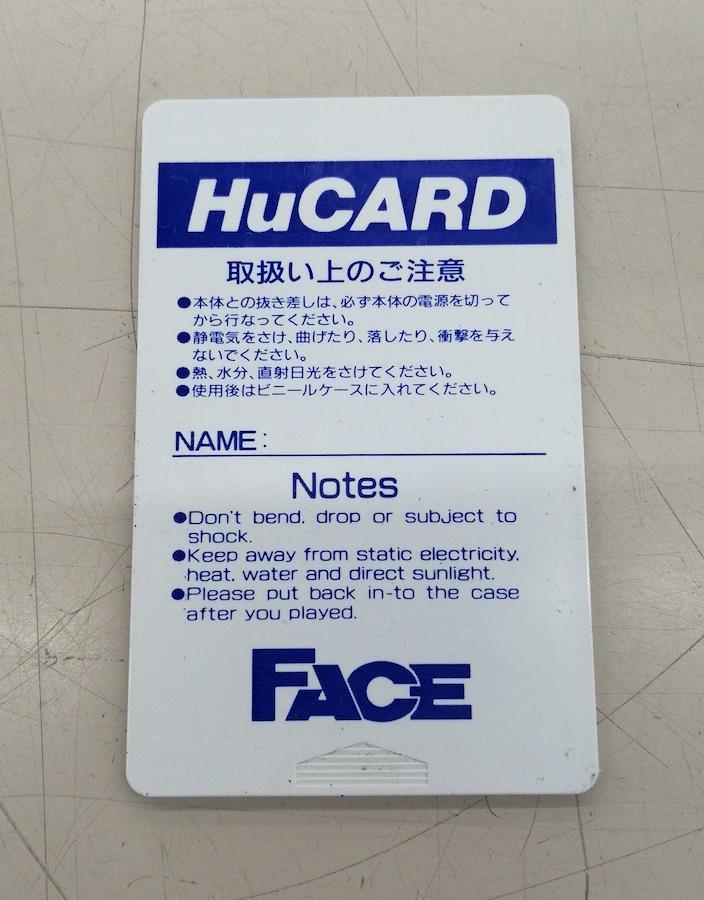 HuCARD
取扱い上のご注意
●本体との抜き差しは、必ず本体の電源を切って
から行なってください。
●静電気をさけ、曲げたり、落したり、衝撃を与え
ないでください。
●熱、水分、直射日光をさけてください。
●使用後はビニールケースに入れてください。
NAME:
Notes
●Don't bend, drop or subject to
shock.
●Keep away from static electricity,
heat, water and direct sunlight.
●Please put back in-to the case
after you played.
FACE